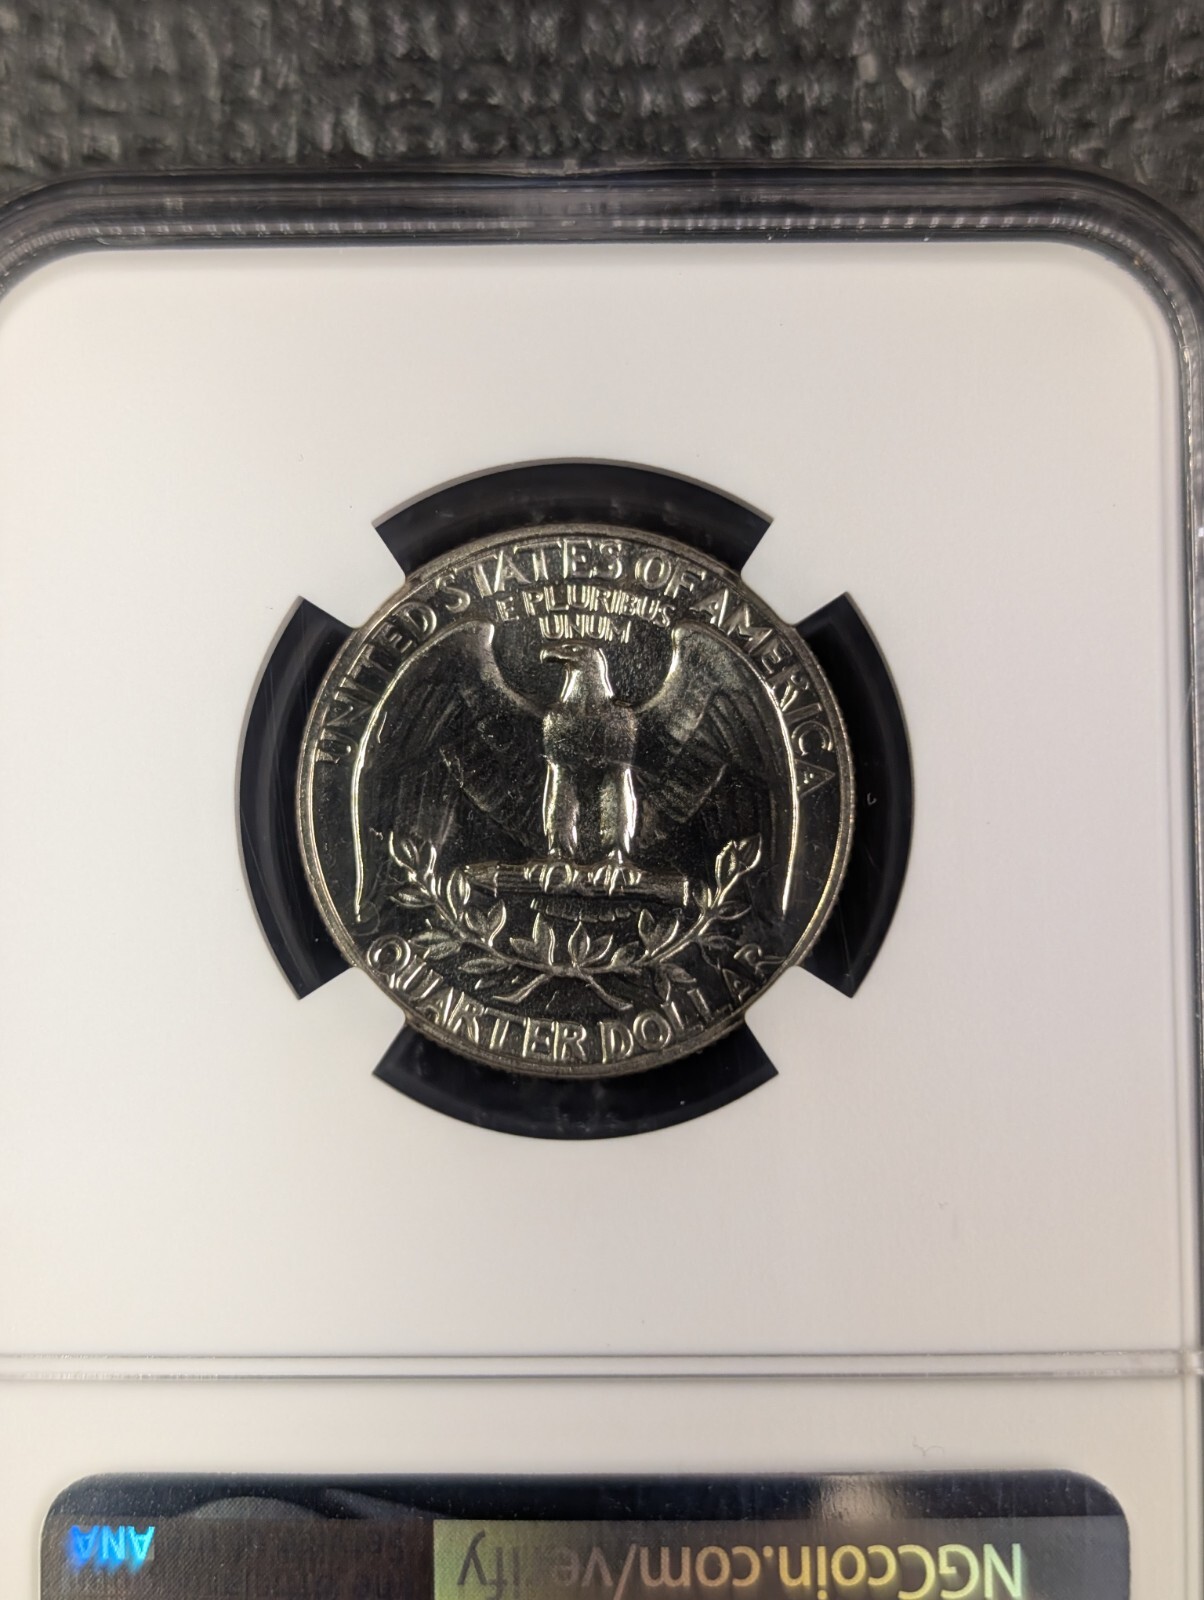 UNITED STATES OF AMERICA
E PLURIBUS
UNUM
QUARTER DOLLAR
ANA
NGCcoin.com/verify